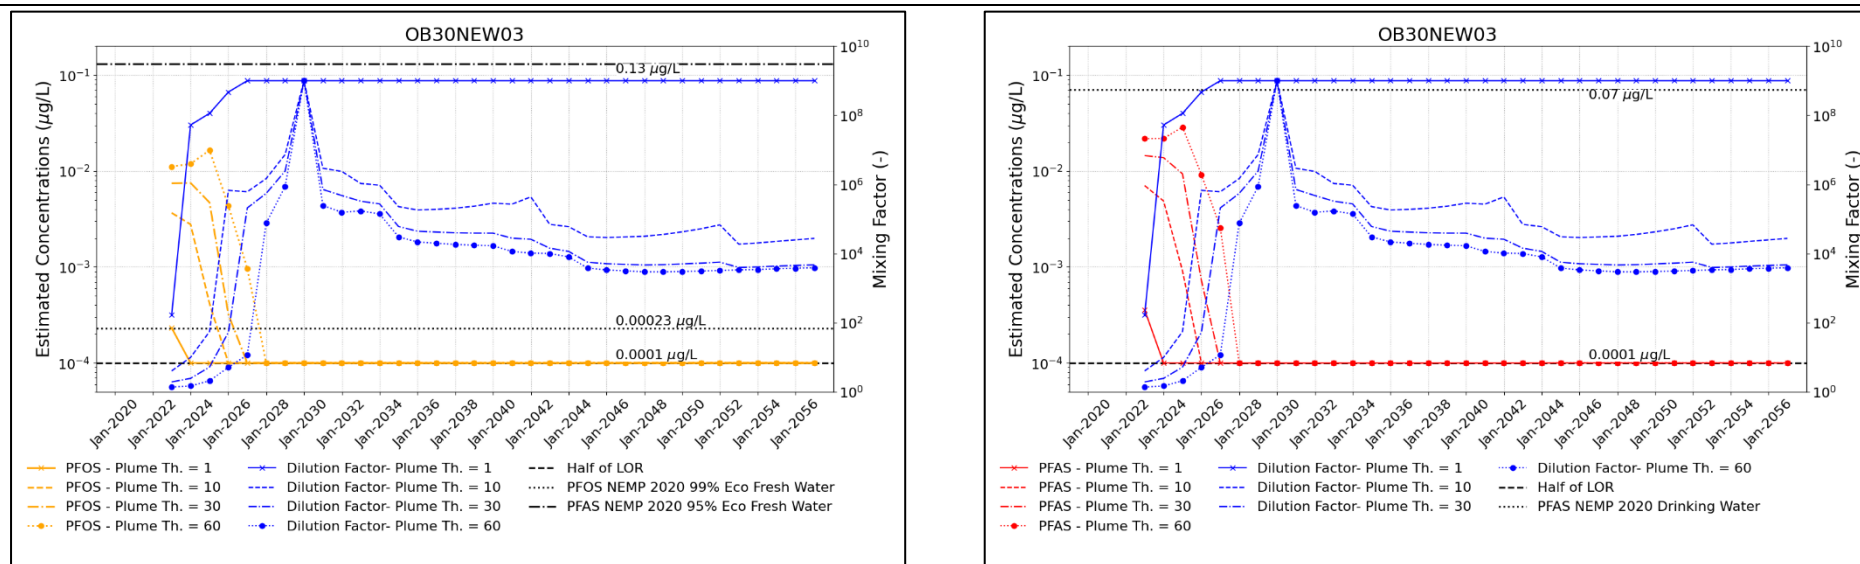 OB30NEW03
Estimated Concentrations (µg/L)
10⁻¹
10⁻²
10⁻³
10⁻⁴
0.13 µg/L
0.00023 µg/L
0.0001 µg/L
10¹⁰
10⁸
10⁶
10⁴
10²
10⁰
Mixing Factor (-)
Jan-2020
Jan-2022
Jan-2024
Jan-2026
Jan-2028
Jan-2030
Jan-2032
Jan-2034
Jan-2036
Jan-2038
Jan-2040
Jan-2042
Jan-2044
Jan-2046
Jan-2048
Jan-2050
Jan-2052
Jan-2054
Jan-2056
PFOS - Plume Th. = 1
PFOS - Plume Th. = 10
PFOS - Plume Th. = 30
PFOS - Plume Th. = 60
Dilution Factor- Plume Th. = 1
Dilution Factor- Plume Th. = 10
Dilution Factor- Plume Th. = 30
Dilution Factor- Plume Th. = 60
Half of LOR
PFOS NEMP 2020 99% Eco Fresh Water
PFAS NEMP 2020 95% Eco Fresh Water
OB30NEW03
Estimated Concentrations (µg/L)
10⁻¹
10⁻²
10⁻³
10⁻⁴
0.07 µg/L
0.0001 µg/L
10¹⁰
10⁸
10⁶
10⁴
10²
10⁰
Mixing Factor (-)
Jan-2020
Jan-2022
Jan-2024
Jan-2026
Jan-2028
Jan-2030
Jan-2032
Jan-2034
Jan-2036
Jan-2038
Jan-2040
Jan-2042
Jan-2044
Jan-2046
Jan-2048
Jan-2050
Jan-2052
Jan-2054
Jan-2056
PFAS - Plume Th. = 1
PFAS - Plume Th. = 10
PFAS - Plume Th. = 30
PFAS - Plume Th. = 60
Dilution Factor- Plume Th. = 1
Dilution Factor- Plume Th. = 10
Dilution Factor- Plume Th. = 30
Dilution Factor- Plume Th. = 60
Half of LOR
PFAS NEMP 2020 Drinking Water